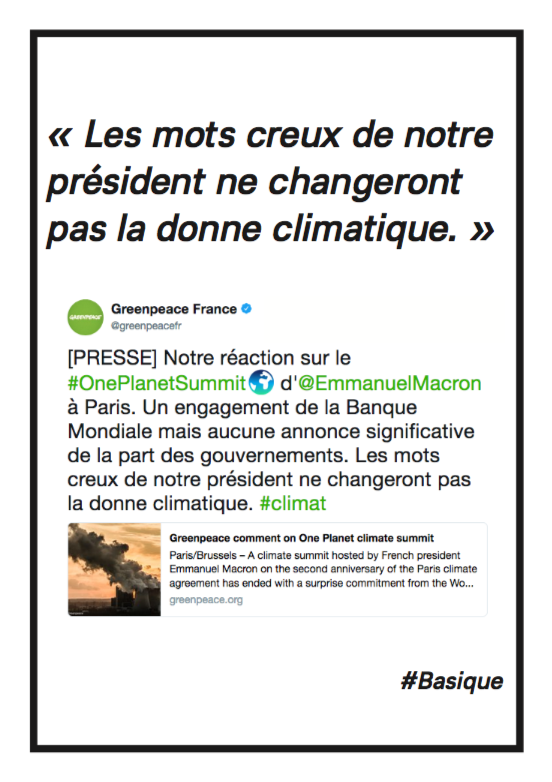 « Les mots creux de notre
président ne changeront
pas la donne climatique. »
GREENPEACE
Greenpeace France
@greenpeacefr
[PRESSE] Notre réaction sur le
#OnePlanetSummit🌍 d'@EmmanuelMacron
à Paris. Un engagement de la Banque
Mondiale mais aucune annonce significative
de la part des gouvernements. Les mots
creux de notre président ne changeront pas
la donne climatique. #climat
Greenpeace comment on One Planet climate summit
Paris/Brussels – A climate summit hosted by French president
Emmanuel Macron on the second anniversary of the Paris climate
agreement has ended with a surprise commitment from the Wo...
greenpeace.org
#Basique